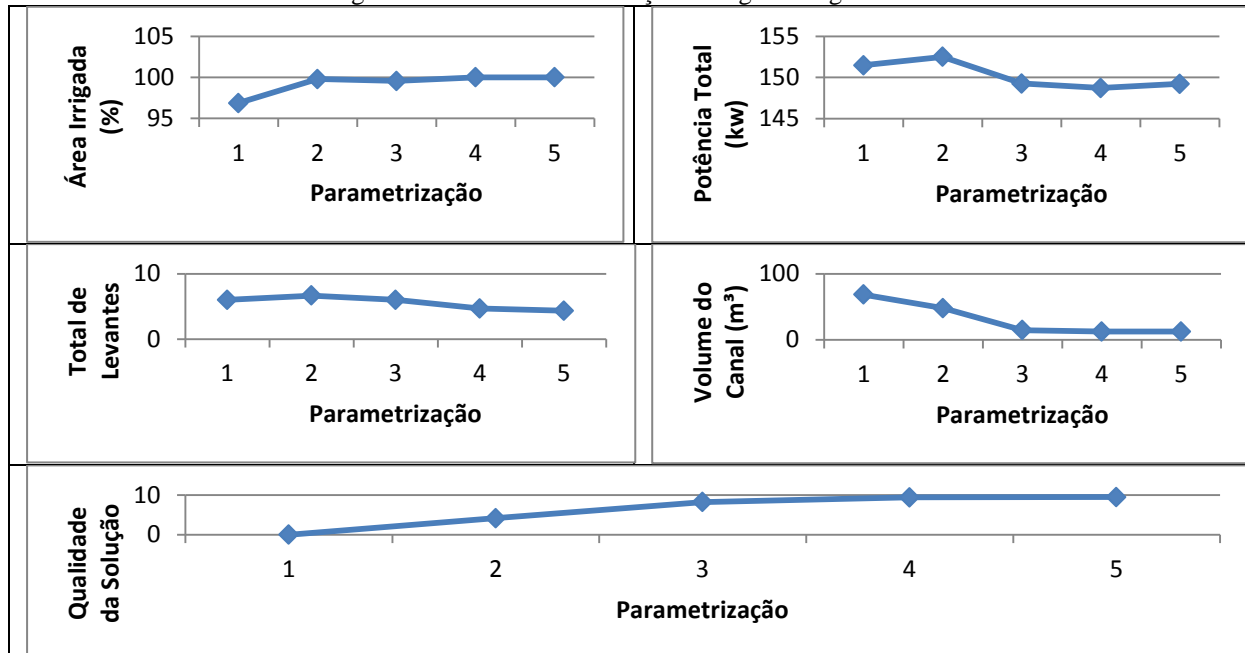 Área Irrigada
(%)
105
100
95
1 2 3 4 5
Parametrização
Potência Total
(kw)
155
150
145
1 2 3 4 5
Parametrização
Total de
Levantes
10
0
1 2 3 4 5
Parametrização
Volume do
Canal (m³)
100
0
1 2 3 4 5
Parametrização
Qualidade
da Solução
10
0
1 2 3 4 5
Parametrização